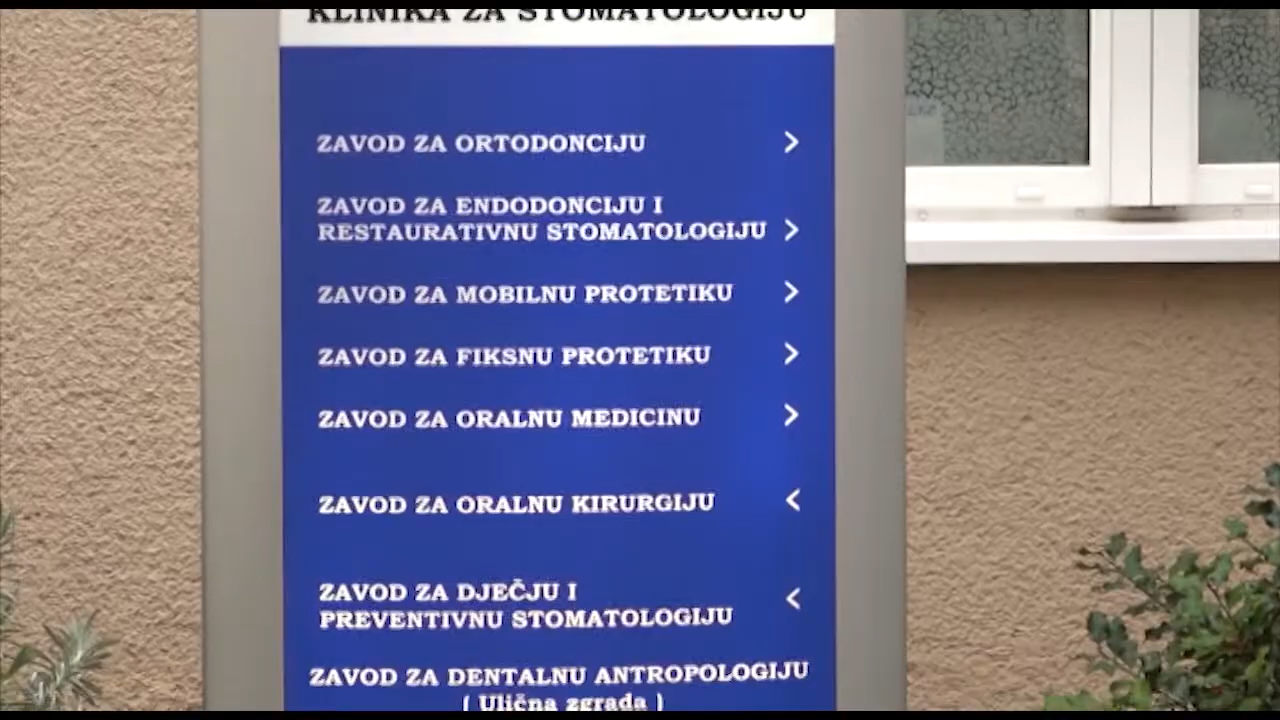 KLINIKA ZA STOMATOLOGIJU
ZAVOD ZA ORTODONCIJU >
ZAVOD ZA ENDODONCIJU I
RESTAURATIVNU STOMATOLOGIJU >
ZAVOD ZA MOBILNU PROTETIKU >
ZAVOD ZA FIKSNU PROTETIKU >
ZAVOD ZA ORALNU MEDICINU >
ZAVOD ZA ORALNU KIRURGIJU <
ZAVOD ZA DJEČJU I
PREVENTIVNU STOMATOLOGIJU <
ZAVOD ZA DENTALNU ANTROPOLOGIJU
( Ulična zgrada )